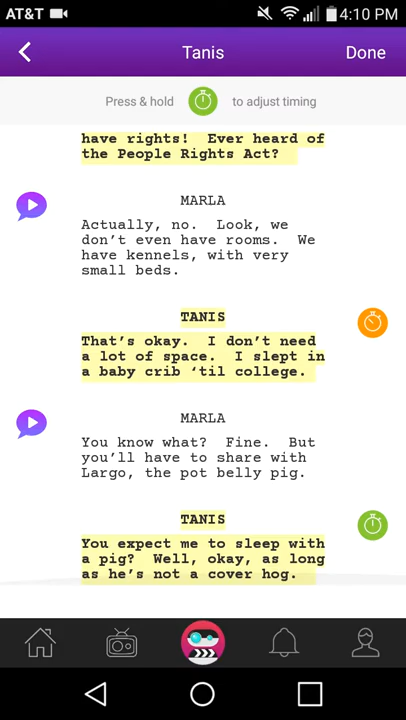 AT&T
4:10 PM
Tanis
Done
Press & hold to adjust timing
have rights! Ever heard of
the People Rights Act?
MARLA
Actually, no. Look, we
don't even have rooms. We
have kennels, with very
small beds.
TANIS
That's okay. I don't need
a lot of space. I slept in
a baby crib ‘til college.
MARLA
You know what? Fine. But
you'll have to share with
Largo, the pot belly pig.
TANIS
You expect me to sleep with
a pig? Well, okay, as long
as he's not a cover hog.